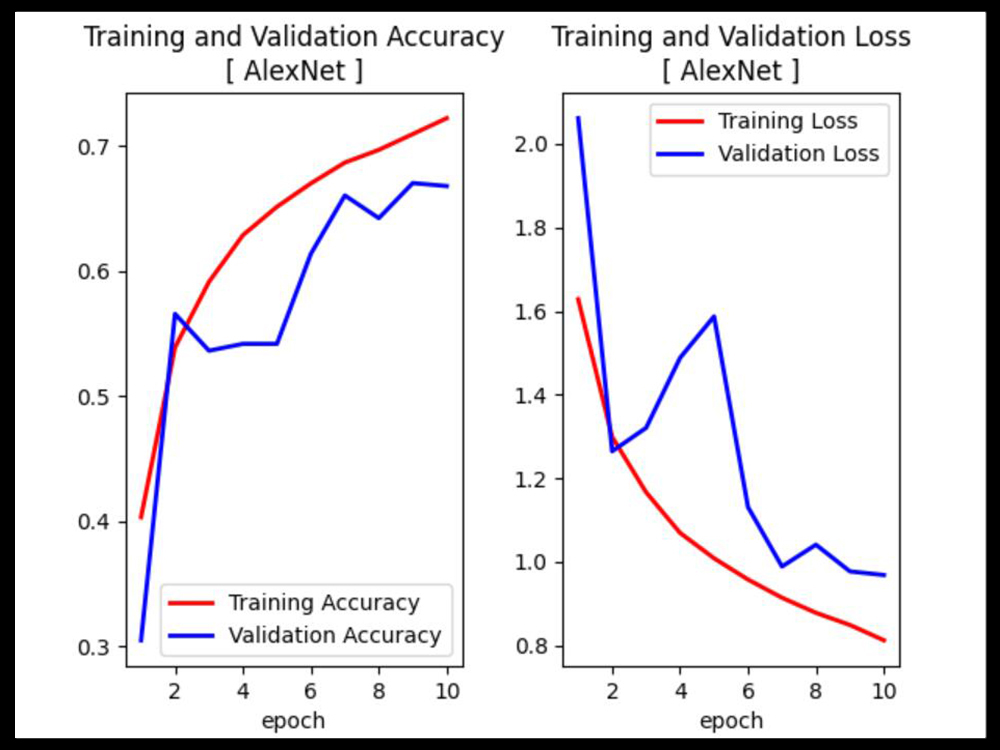 Training and Validation Accuracy
[ AlexNet ]
0.7
0.6
0.5
0.4
0.3
Training Accuracy
Validation Accuracy
2 4 6 8 10
epoch
Training and Validation Loss
[ AlexNet ]
Training Loss
Validation Loss
2.0
1.8
1.6
1.4
1.2
1.0
0.8
2 4 6 8 10
epoch